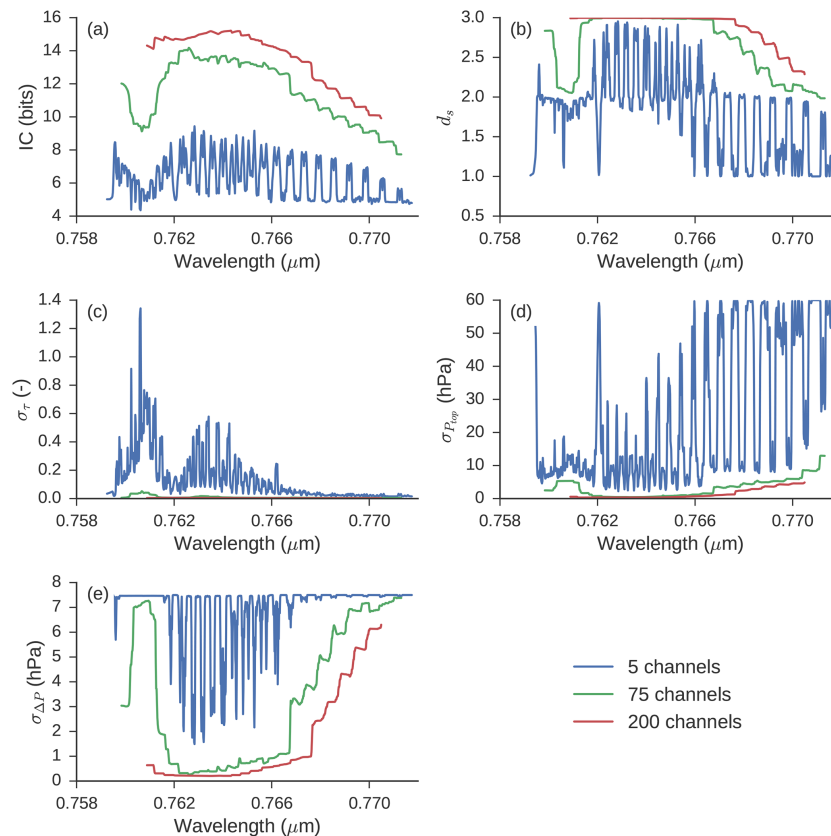 (a)
16
14
12
10
8
6
4
IC (bits)
0.758 0.762 0.766 0.770
Wavelength (μm)
(b)
3.0
2.5
2.0
1.5
1.0
0.5
d_s
0.758 0.762 0.766 0.770
Wavelength (μm)
(c)
1.4
1.2
1.0
0.8
0.6
0.4
0.2
0.0
σ_τ (-)
0.758 0.762 0.766 0.770
Wavelength (μm)
(d)
60
50
40
30
20
10
0
σ_{P_{top}} (hPa)
0.758 0.762 0.766 0.770
Wavelength (μm)
(e)
8
7
6
5
4
3
2
1
0
σ_{ΔP} (hPa)
0.758 0.762 0.766 0.770
Wavelength (μm)
5 channels
75 channels
200 channels